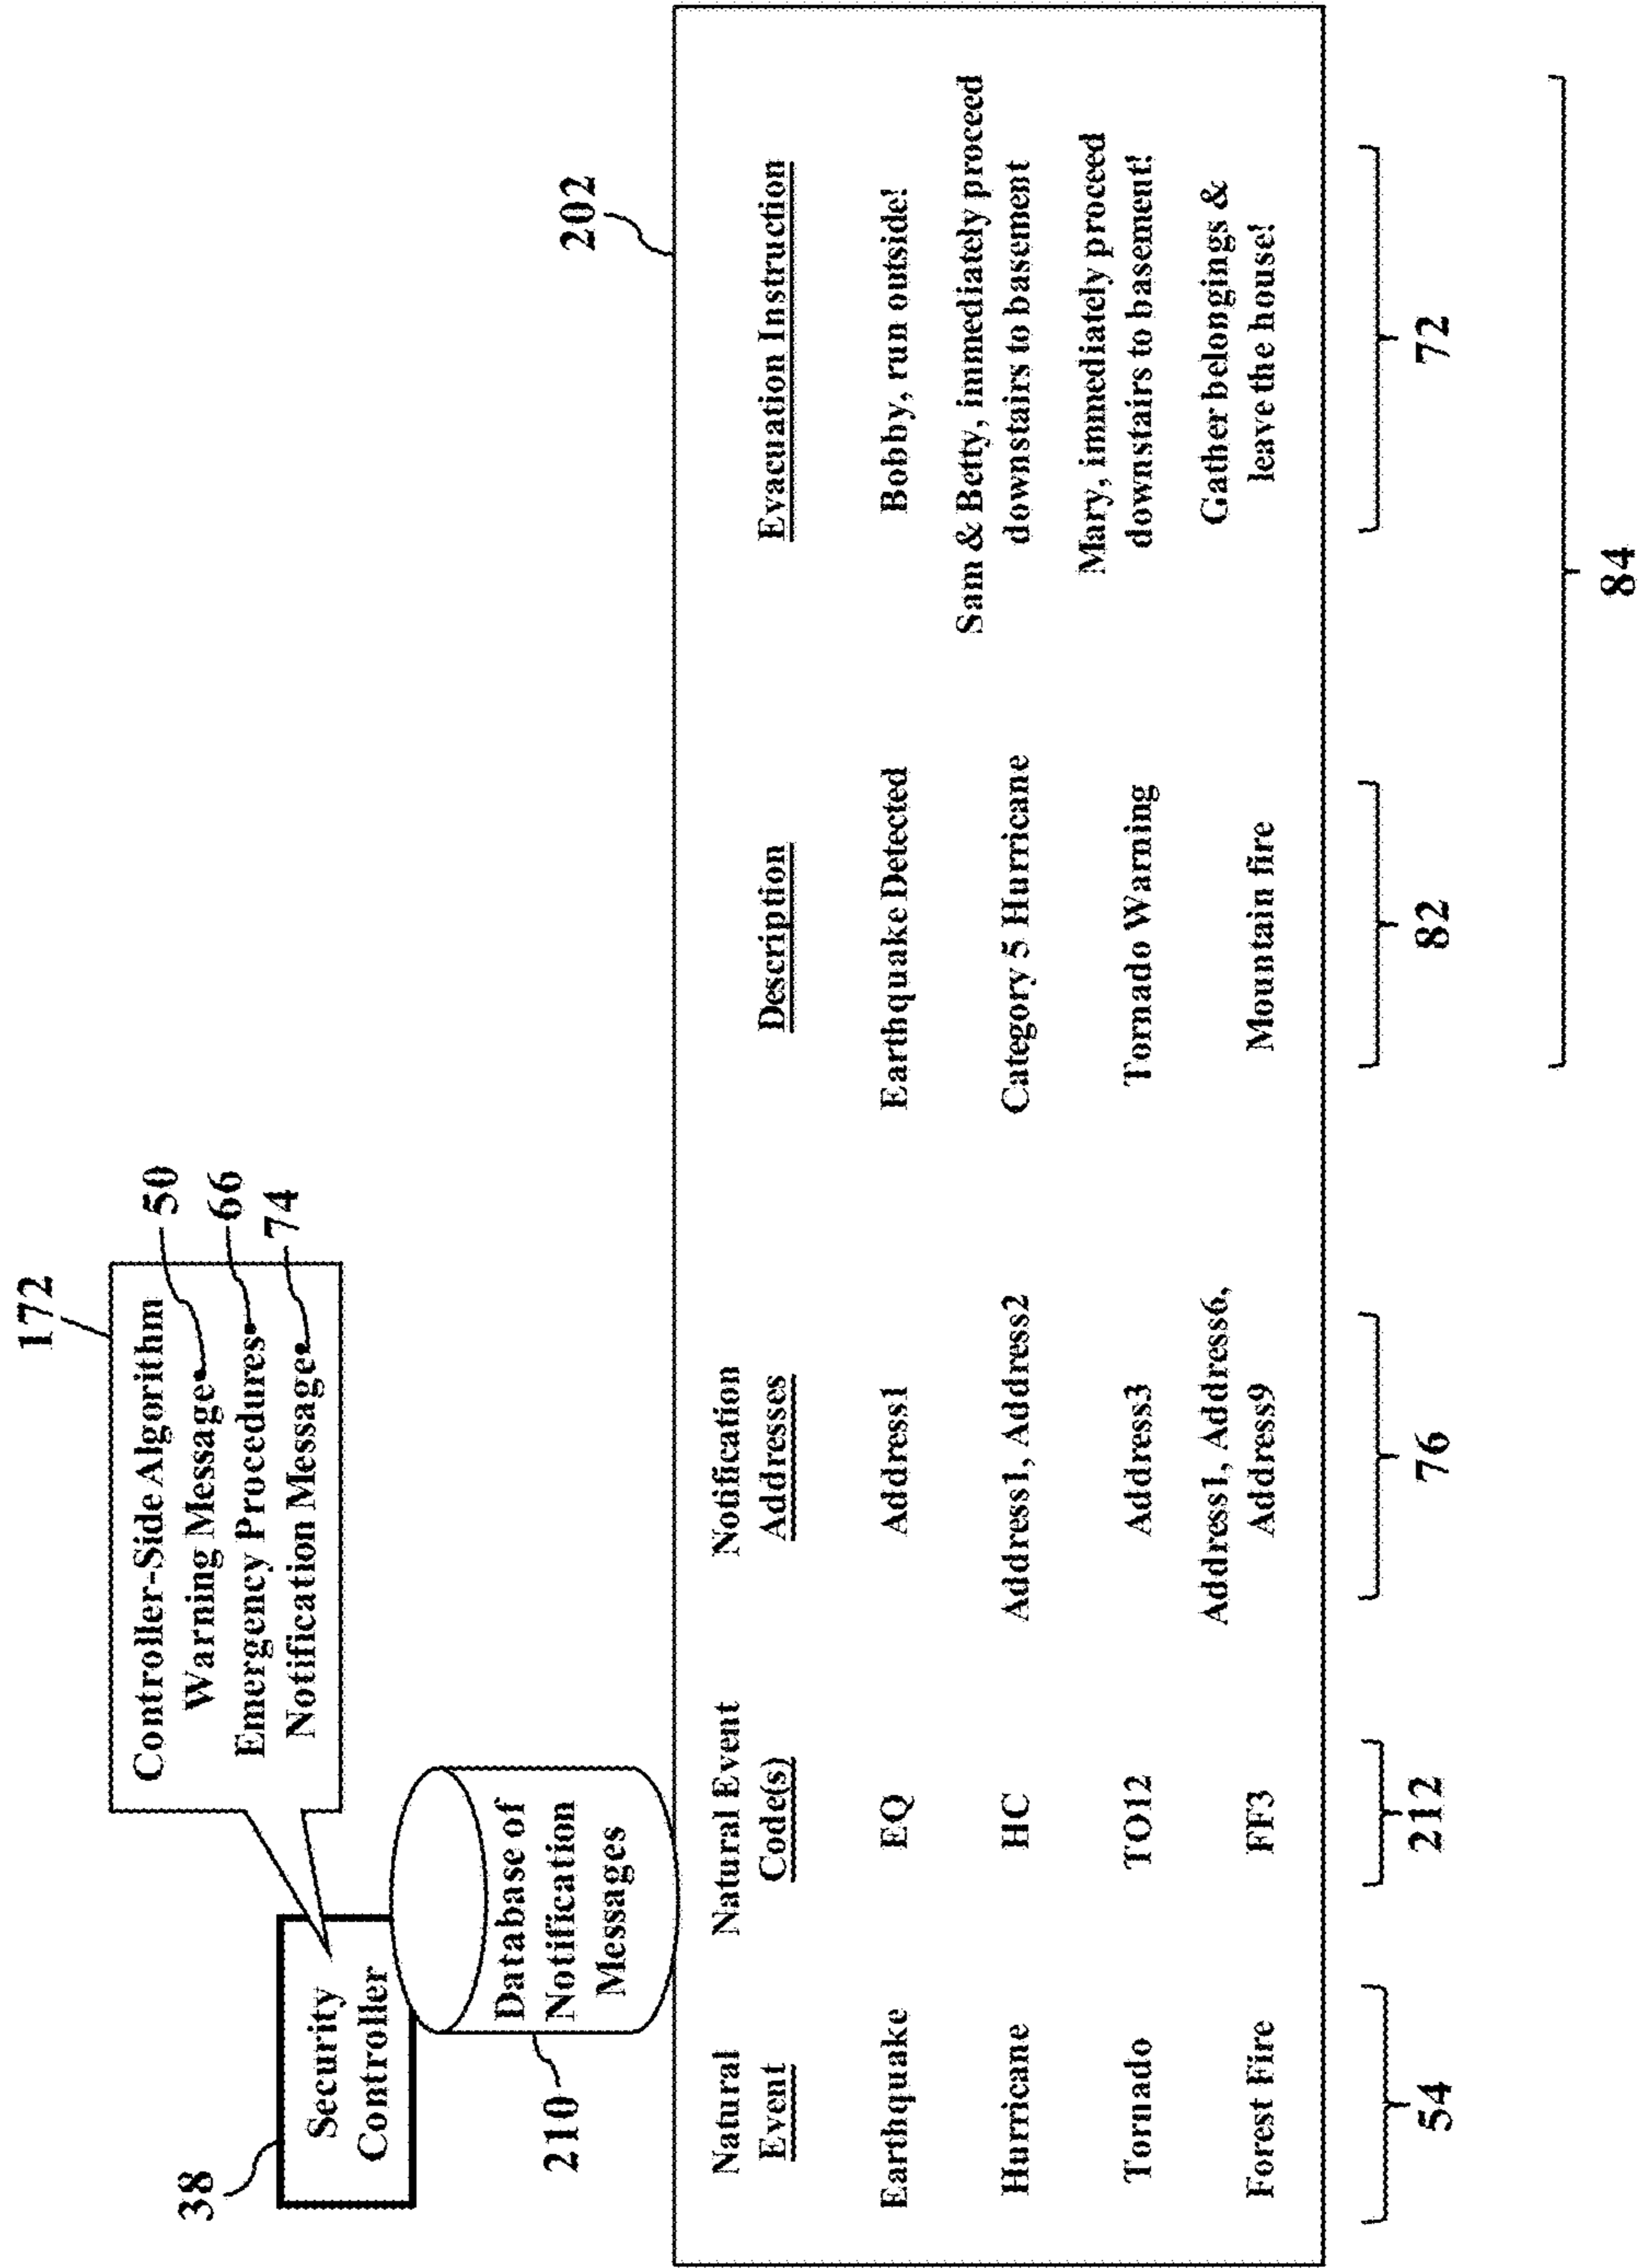 172
Controller-Side Algorithm
Warning Message
50
Emergency Procedures
66
Notification Message
74
38
Security
Controller
210
Database of
Notification
Messages
202
Natural
Event
Natural Event
Code(s)
Notification
Addresses
Description
Evacuation Instruction
Earthquake
EQ
Address1
Earthquake Detected
Bobby, run outside!
Hurricane
HC
Address1, Address2
Category 5 Hurricane
Sam & Betty, immediately proceed
downstairs to basement
Tornado
TO12
Address3
Tornado Warning
Mary, immediately proceed
downstairs to basement!
Forest Fire
FF3
Address1, Address6,
Address9
Mountain fire
Gather belongings &
leave the house!
54
212
76
82
72
84